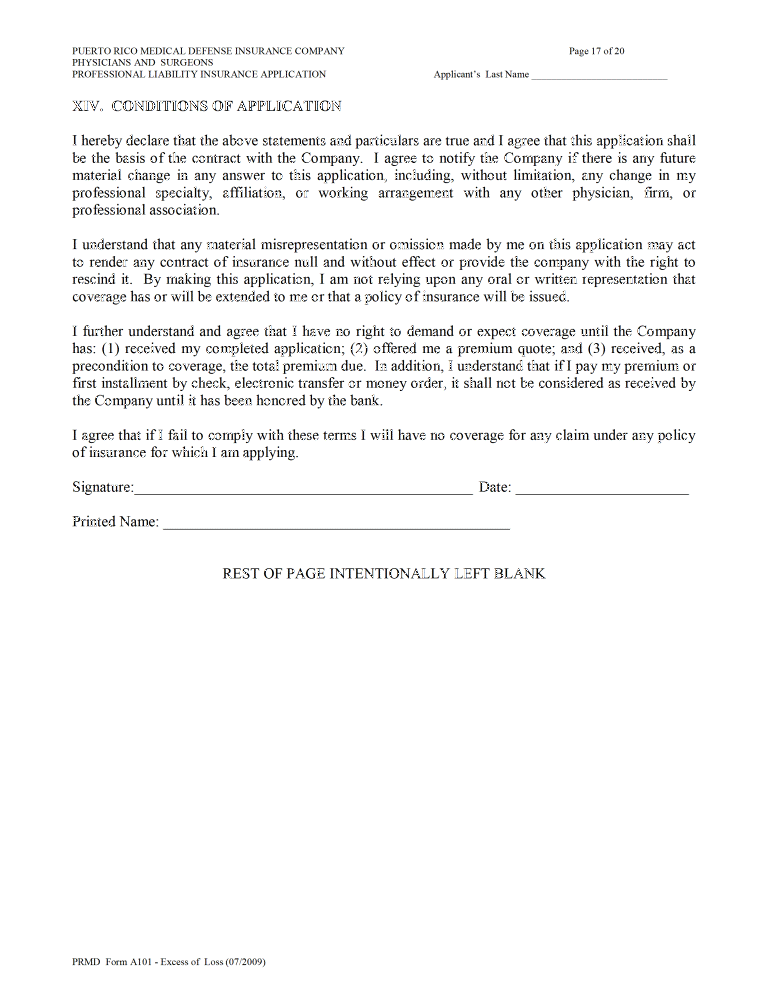 PUERTO RICO MEDICAL DEFENSE INSURANCE COMPANY Page 17 of 20
PHYSICIANS AND SURGEONS
PROFESSIONAL LIABILITY INSURANCE APPLICATION Applicant's Last Name ___________________________
XIV. CONDITIONS OF APPLICATION
I hereby declare that the above statements and particulars are true and I agree that this application shall
be the basis of the contract with the Company. I agree to notify the Company if there is any future
material change in any answer to this application, including, without limitation, any change in my
professional specialty, affiliation, or working arrangement with any other physician, firm, or
professional association.
I understand that any material misrepresentation or omission made by me on this application may act
to render any contract of insurance null and without effect or provide the company with the right to
rescind it. By making this application, I am not relying upon any oral or written representation that
coverage has or will be extended to me or that a policy of insurance will be issued.
I further understand and agree that I have no right to demand or expect coverage until the Company
has: (1) received my completed application; (2) offered me a premium quote; and (3) received, as a
precondition to coverage, the total premium due. In addition, I understand that if I pay my premium or
first installment by check, electronic transfer or money order, it shall not be considered as received by
the Company until it has been honored by the bank.
I agree that if I fail to comply with these terms I will have no coverage for any claim under any policy
of insurance for which I am applying.
Signature:___________________________________________ Date: ______________________
Printed Name: ____________________________________________
REST OF PAGE INTENTIONALLY LEFT BLANK
PRMD Form A101 - Excess of Loss (07/2009)